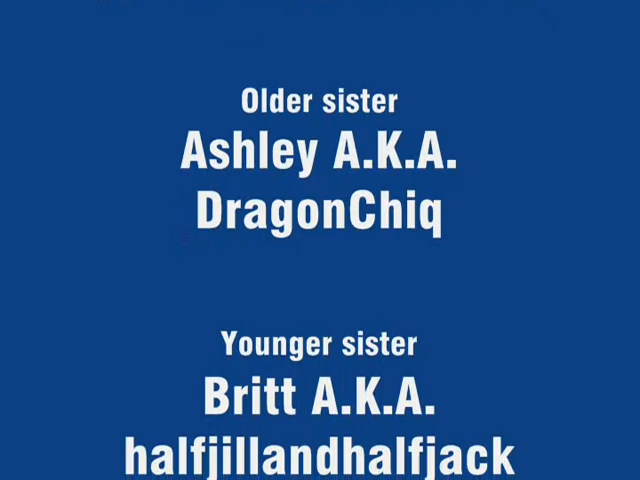 Older sister
Ashley A.K.A.
DragonChiq
Younger sister
Britt A.K.A.
halfjillandhalfjack